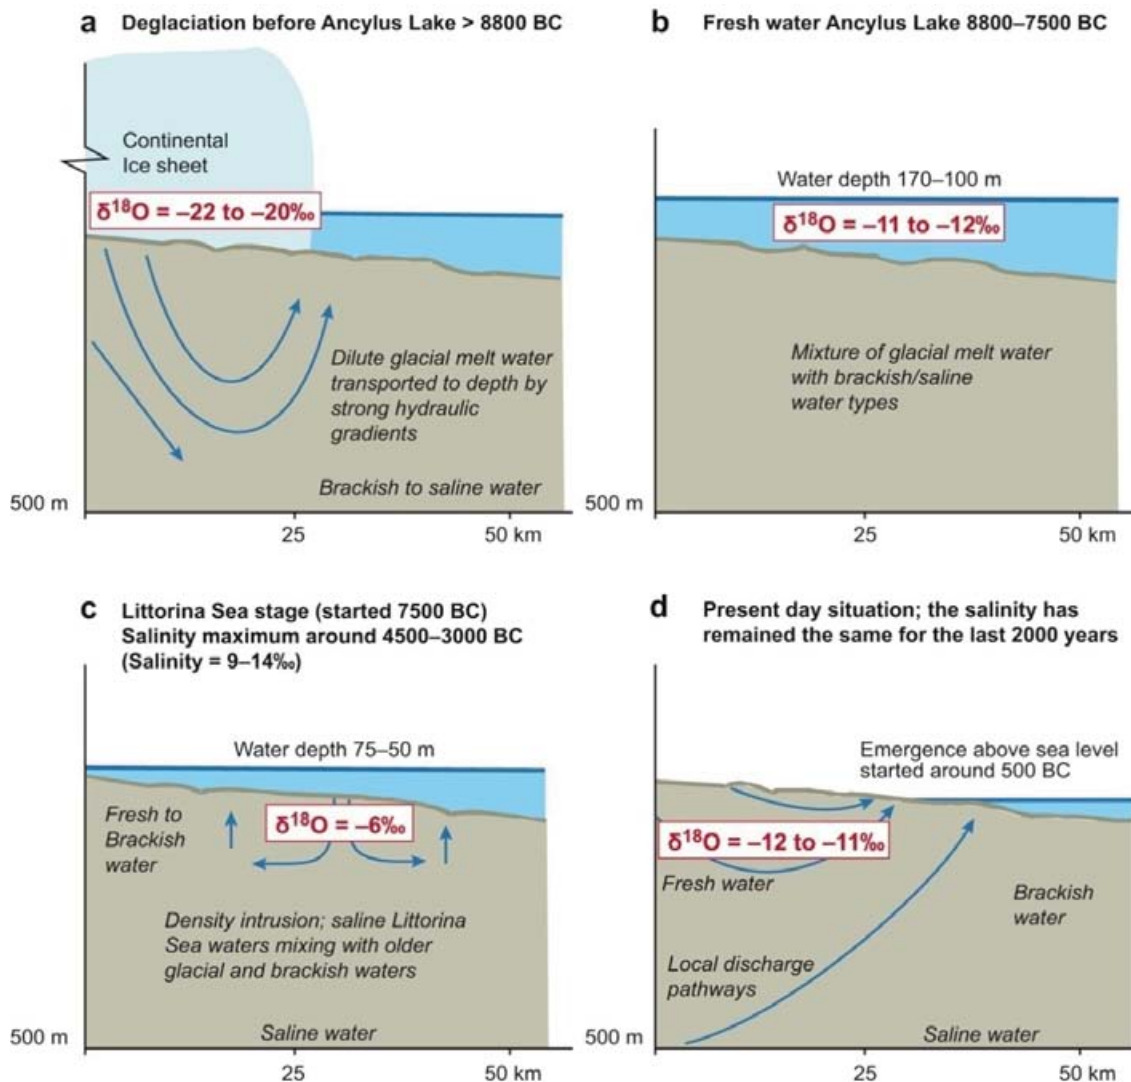 a Deglaciation before Ancylus Lake > 8800 BC
Continental
Ice sheet
δ¹⁸O = –22 to –20‰
Dilute glacial melt water
transported to depth by
strong hydraulic
gradients
Brackish to saline water
500 m
25
50 km
b Fresh water Ancylus Lake 8800–7500 BC
Water depth 170–100 m
δ¹⁸O = –11 to –12‰
Mixture of glacial melt water
with brackish/saline
water types
500 m
25
50 km
c Littorina Sea stage (started 7500 BC)
Salinity maximum around 4500–3000 BC
(Salinity = 9–14‰)
Water depth 75–50 m
Fresh to
Brackish
water
δ¹⁸O = –6‰
Density intrusion; saline Littorina
Sea waters mixing with older
glacial and brackish waters
Saline water
500 m
25
50 km
d Present day situation; the salinity has
remained the same for the last 2000 years
Emergence above sea level
started around 500 BC
δ¹⁸O = –12 to –11‰
Fresh water
Brackish
water
Local discharge
pathways
Saline water
500 m
25
50 km